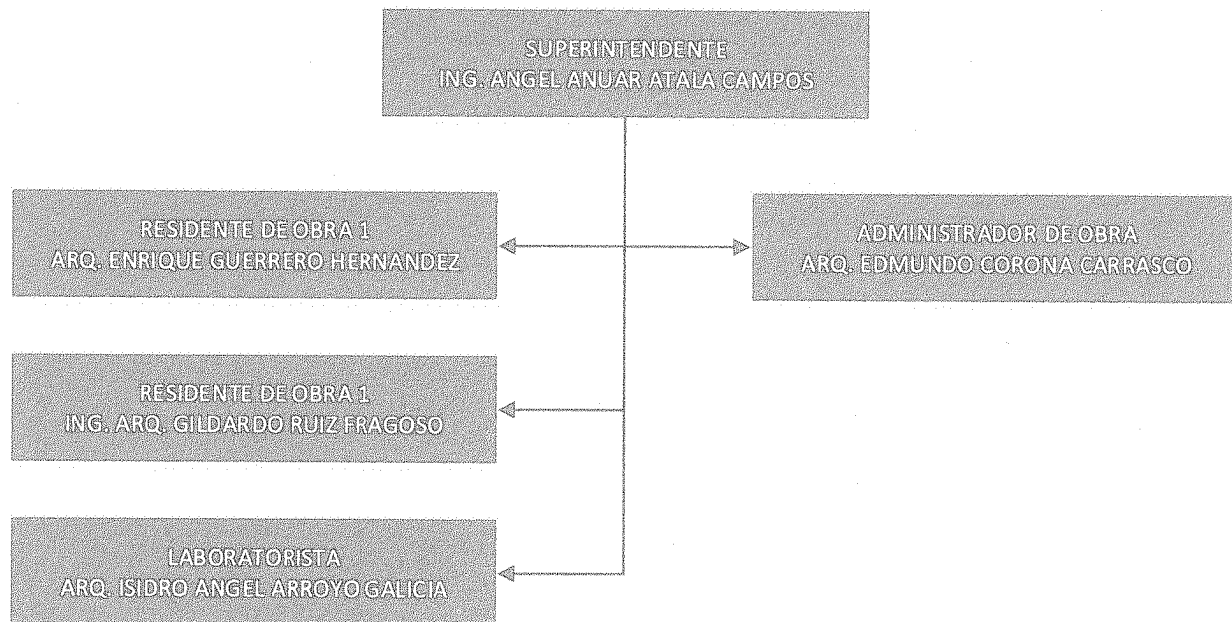 SUPERINTENDENTE
ING. ANGEL ANUAR ATALA CAMPOS
RESIDENTE DE OBRA 1
ARQ. ENRIQUE GUERRERO HERNANDEZ
ADMINISTRADOR DE OBRA
ARQ. EDMUNDO CORONA CARRASCO
RESIDENTE DE OBRA 1
ING. ARQ. GILDARDO RUIZ FRAGOSO
LABORATORISTA
ARQ. ISIDRO ANGEL ARROYO GALICIA